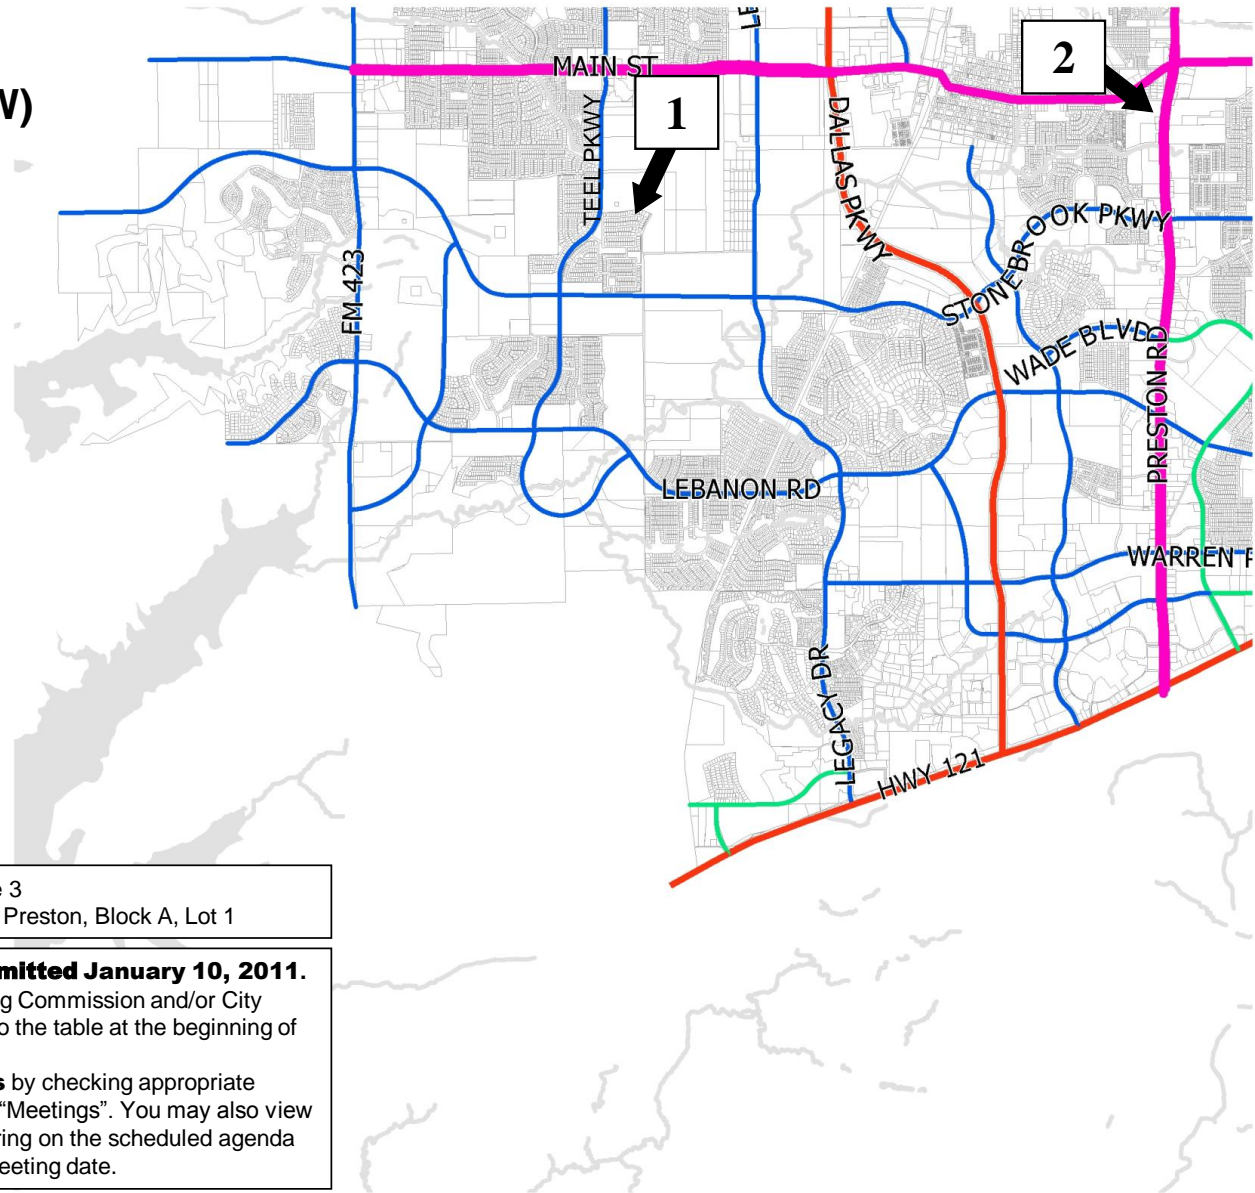 W)
MAIN ST
1
2
TEEL PKWY
DALLAS PKWY
STONEBROOK PKWY
FM 423
WADE BLVD
PRESTON RD
LEBANON RD
WARREN
LEGACY DR
HWY 121
e 3
Preston, Block A, Lot 1
mitted January 10, 2011.
g Commission and/or City
o the table at the beginning of
s by checking appropriate
“Meetings”. You may also view
ring on the scheduled agenda
eeting date.